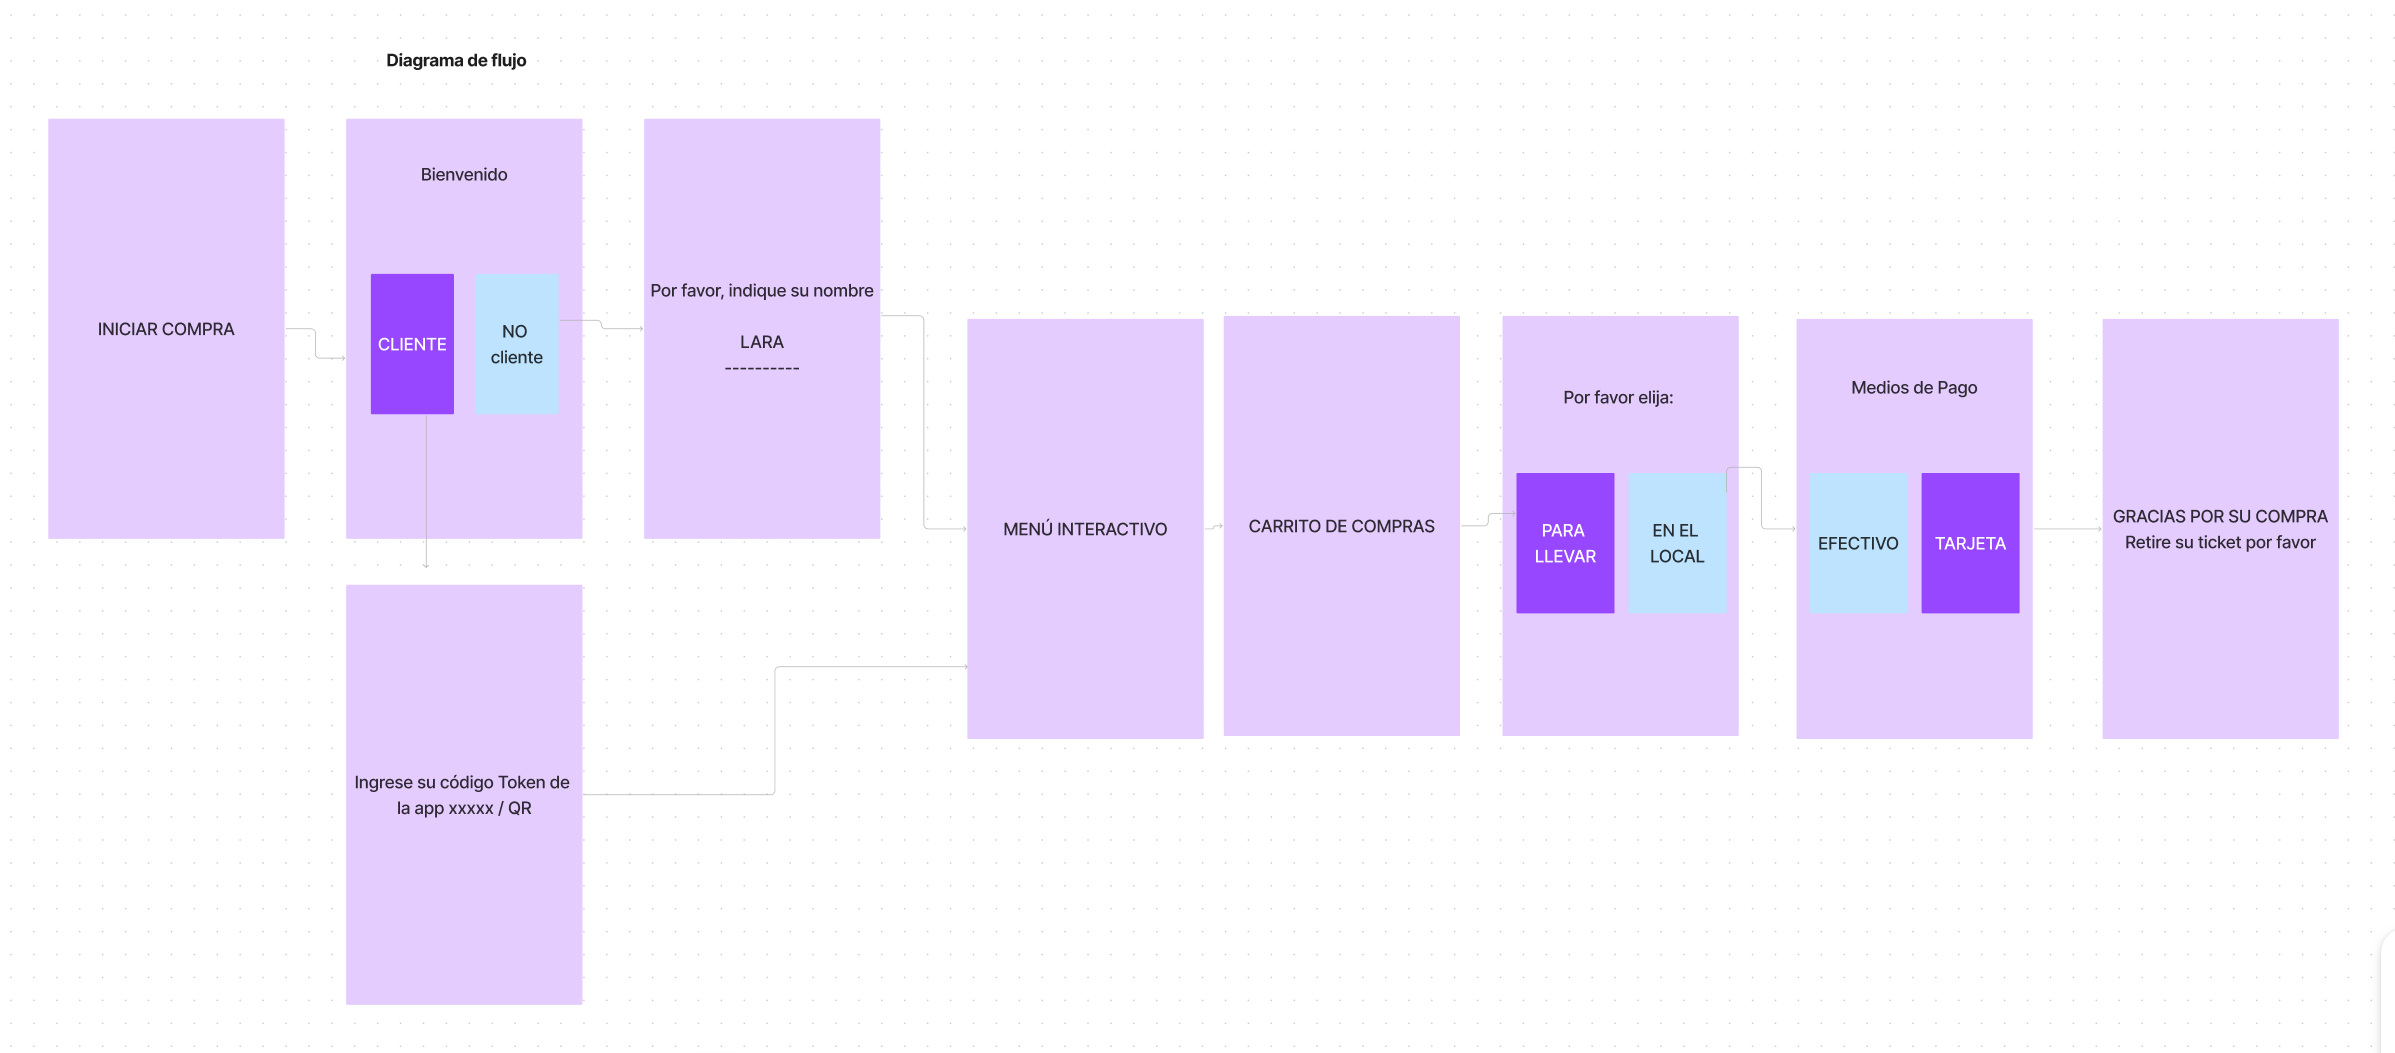 Diagrama de flujo
INICIAR COMPRA
Bienvenido
CLIENTE
NO
cliente
Por favor, indique su nombre
LARA
----------
Ingrese su código Token de
la app xxxxx / QR
MENÚ INTERACTIVO
CARRITO DE COMPRAS
Por favor elija:
PARA
LLEVAR
EN EL
LOCAL
Medios de Pago
EFECTIVO
TARJETA
GRACIAS POR SU COMPRA
Retire su ticket por favor